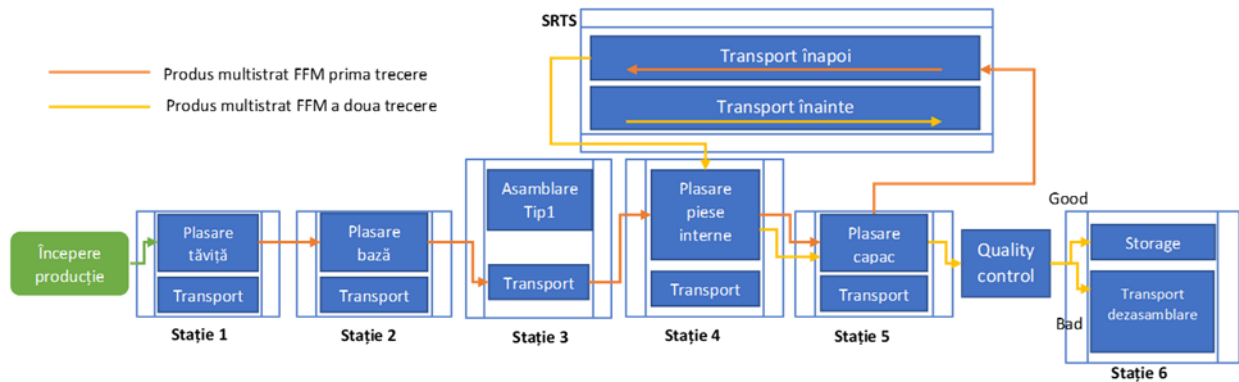 SRTS
Transport înapoi
Transport înainte
Produs multistrat FFM prima trecere
Produs multistrat FFM a doua trecere
Începere
producție
Plasare
tăviță
Transport
Stație 1
Plasare
bază
Transport
Stație 2
Asamblare
Tip1
Transport
Stație 3
Plasare
piese
interne
Transport
Stație 4
Plasare
capac
Transport
Stație 5
Quality
control
Good
Bad
Storage
Transport
dezasamblare
Stație 6